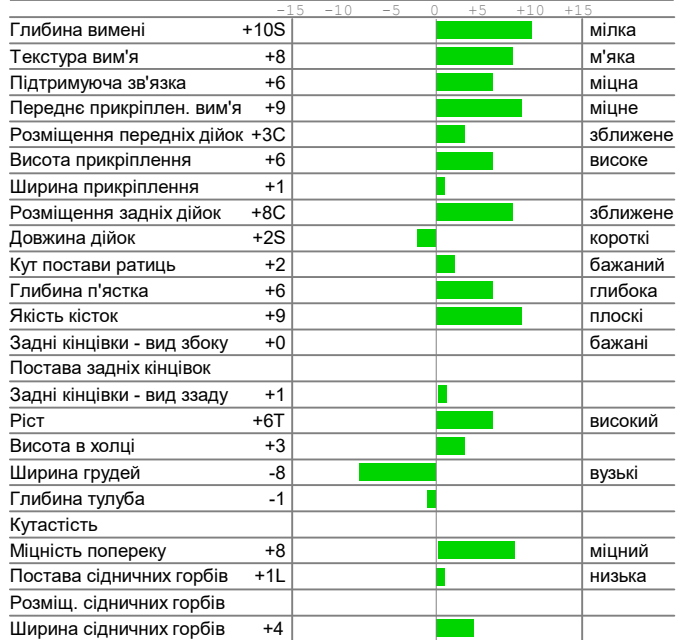 -15 -10 -5 0 +5 +10 +15
Глибина вимені +10S мілка
Текстура вим'я +8 м'яка
Підтримуюча зв'язка +6 міцна
Переднє прикріплен. вим'я +9 міцне
Розміщення передніх дійок +3C зближене
Висота прикріплення +6 високе
Ширина прикріплення +1
Розміщення задніх дійок +8C зближене
Довжина дійок +2S короткі
Кут постави ратиць +2 бажаний
Глибина п'ястка +6 глибока
Якість кісток +9 плоскі
Задні кінцівки - вид збоку +0 бажані
Постава задніх кінцівок
Задні кінцівки - вид ззаду +1
Ріст +6T високий
Висота в холці +3
Ширина грудей -8 вузькі
Глибина тулуба -1
Кутастість
Міцність попереку +8 міцний
Постава сідничних горбів +1L низька
Розміщ. сідничних горбів
Ширина сідничних горбів +4